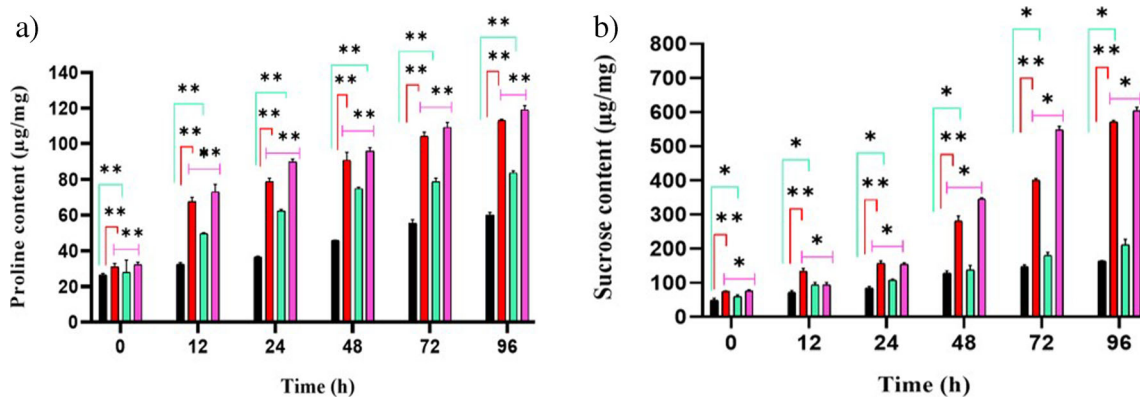 a)
Proline content (µg/mg)
140
120
100
80
60
40
20
0
** ** **
** ** **
** ** **
** ** **
** ** **
** ** **
0 12 24 48 72 96
Time (h)
b)
Sucrose content (µg/mg)
800
700
600
500
400
300
200
100
0
* ** *
* ** *
* ** *
* ** *
* ** *
* ** *
0 12 24 48 72 96
Time (h)